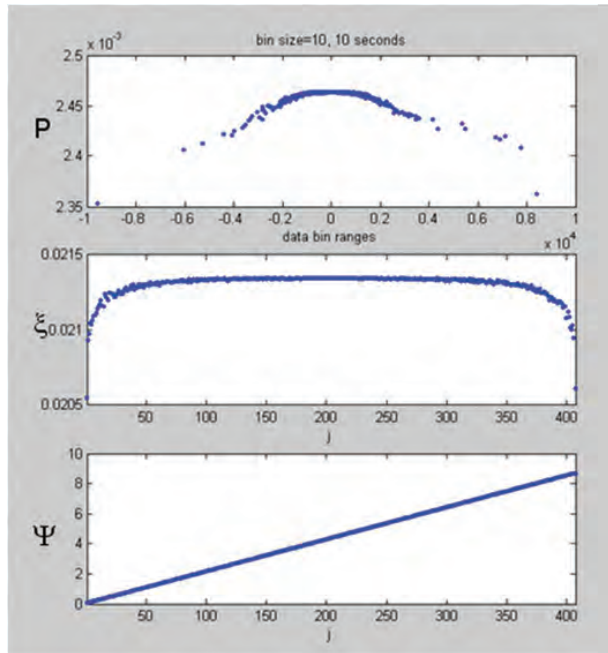 x 10^-3
bin size=10, 10 seconds
2.5
2.45
P
2.4
2.35
-1 -0.8 -0.6 -0.4 -0.2 0 0.2 0.4 0.6 0.8 1
data bin ranges
x 10^4
0.0215
ξ
0.021
0.0205
50 100 150 200 250 300 350 400
j
10
8
6
Ψ
4
2
0
50 100 150 200 250 300 350 400
j